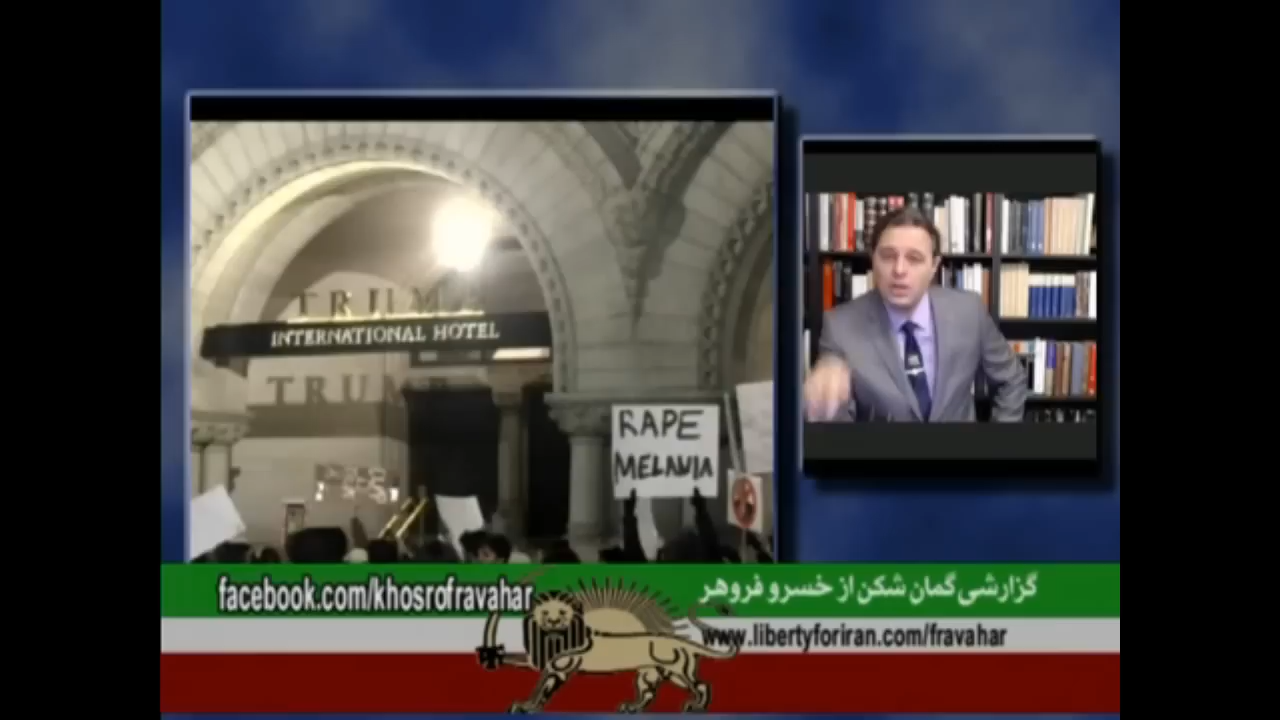 TRUMP
INTERNATIONAL HOTEL
TRUMP
RAPE
MELANIA
facebook.com/khosrofravahar
گزارشی گمان شکن از خسرو فروهر
www.libertyforiran.com/fravahar